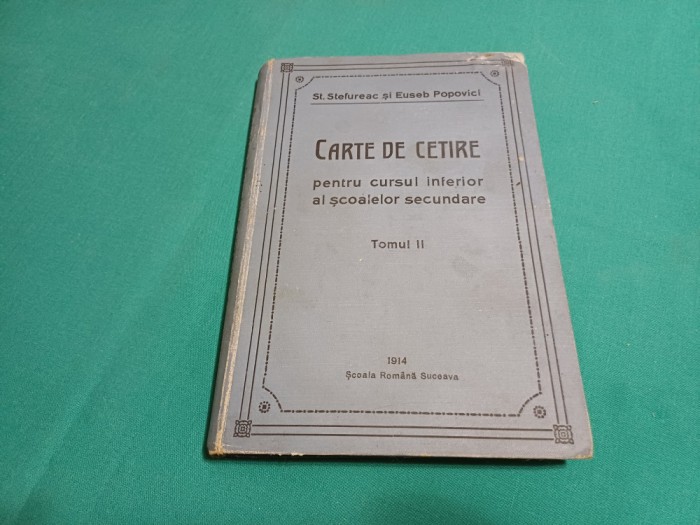 St. Stefureac și Euseb Popovici
CARTE DE CETIRE
pentru cursul inferior
al școalelor secundare
Tomul II
1914
Școala Română Suceava